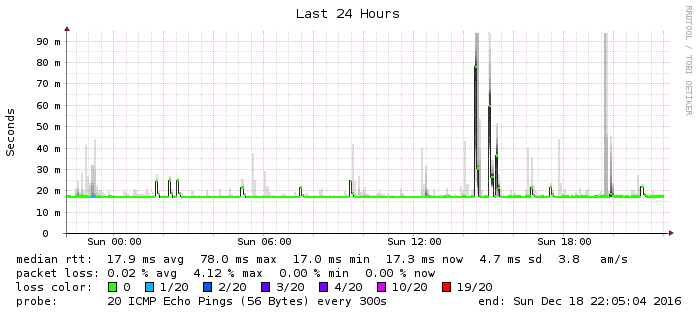 Last 24 Hours
RRDTOOL / TOBI OETIKER
Seconds
90 m
80 m
70 m
60 m
50 m
40 m
30 m
20 m
10 m
0
Sun 00:00 Sun 06:00 Sun 12:00 Sun 18:00
median rtt: 17.9 ms avg 78.0 ms max 17.0 ms min 17.3 ms now 4.7 ms sd 3.8 am/s
packet loss: 0.02 % avg 4.12 % max 0.00 % min 0.00 % now
loss color: 0 1/20 2/20 3/20 4/20 10/20 19/20
probe: 20 ICMP Echo Pings (56 Bytes) every 300s end: Sun Dec 18 22:05:04 2016